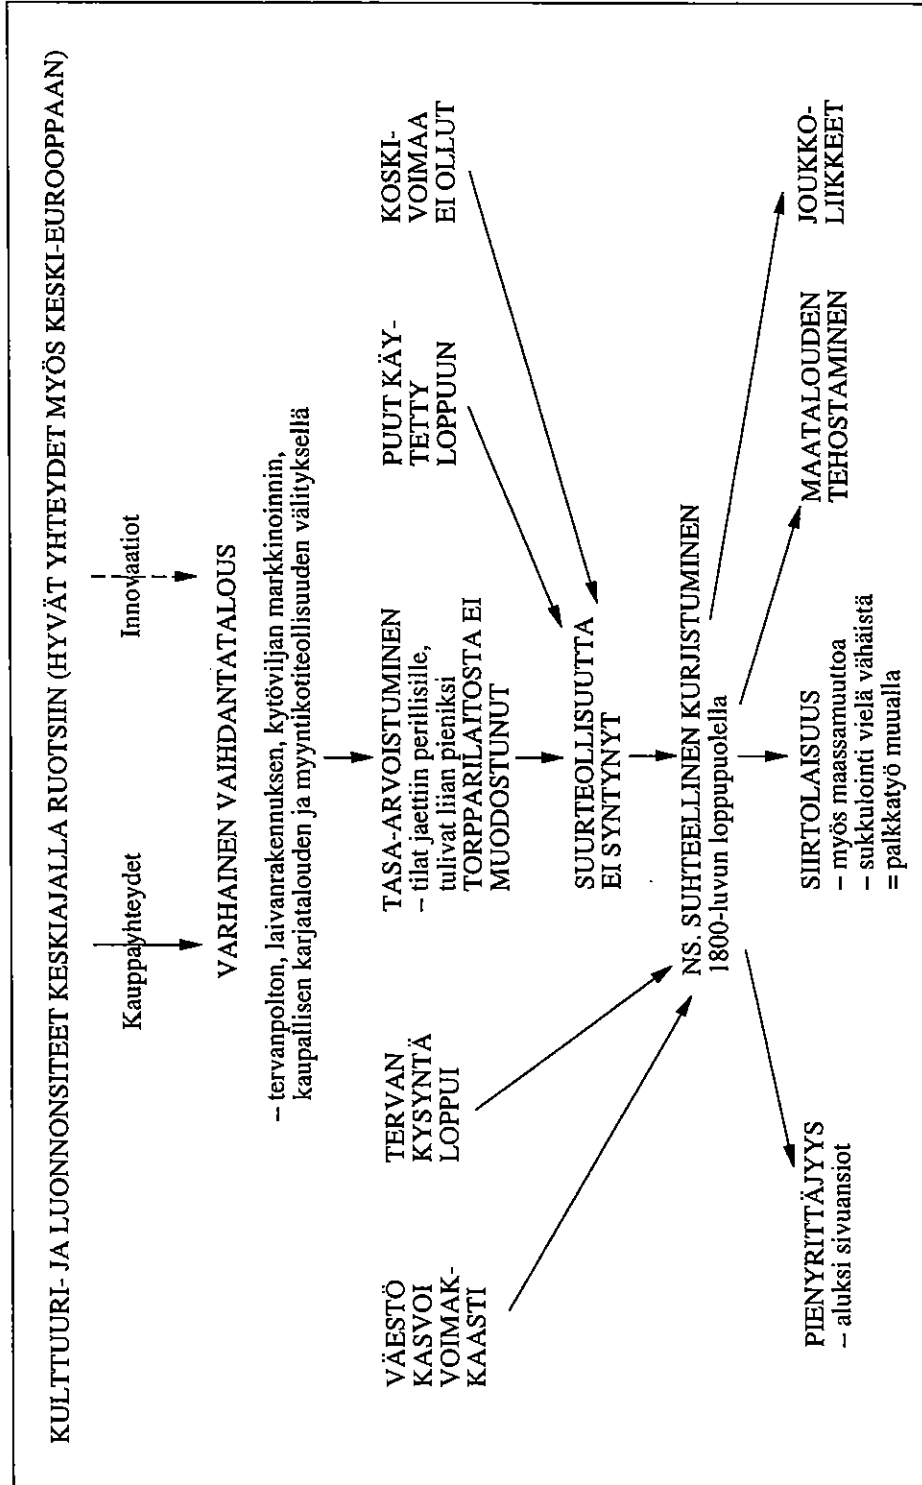 KULTTUURI- JA LUONNONSITEET KESKIAJALLA RUOTSIIN (HYVÄT YHTEYDET MYÖS KESKI-EUROOPPAAN)
Kauppayhteydet
Innovaatiot
VARHAINEN VAIHDANTATALOUS
– tervanpolton, laivanrakennuksen, kytöviljan markkinoinnin,
kaupallisen karjatalouden ja myyntikotiteollisuuden välityksellä
VÄESTÖ
KASVOI
VOIMAK-
KAASTI
TERVAN
KYSYNTÄ
LOPPUI
TASA-ARVOISTUMINEN
– tilat jaettiin perillisille,
tulivat liian pieniksi
TORPPARILAITOSTA EI
MUODOSTUNUT
PUUT KÄY-
TETTY
LOPPUUN
KOSKI-
VOIMAA
EI OLLUT
SUURTEOLLISUUTTA
EI SYNTYNYT
NS. SUHTEELLINEN KURJISTUMINEN
1800-luvun loppupuolella
PIENYRITTÄJYYS
– aluksi sivuansiot
SIIRTOLAISUUS
– myös maassamuuttoa
– sukkulointi vielä vähäistä
= palkkatyö muualla
MAATALOUDEN
TEHOSTAMINEN
JOUKKO-
LIIKKEET